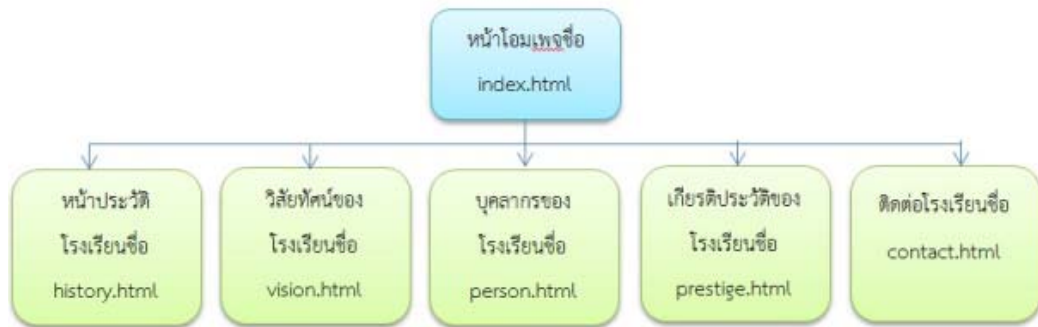 หน้าโอมเพจชื่อ
index.html
หน้าประวัติ
โรงเรียนชื่อ
history.html
วิสัยทัศน์ของ
โรงเรียนชื่อ
vision.html
บุคลากรของ
โรงเรียนชื่อ
person.html
เกียรติประวัติของ
โรงเรียนชื่อ
prestige.html
ติดต่อโรงเรียนชื่อ
contact.html